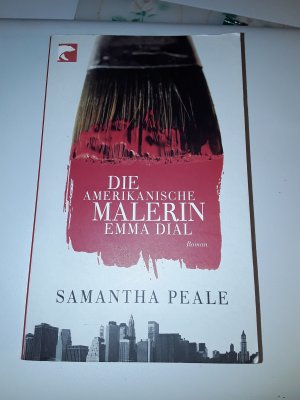 DIE
AMERIKANISCHE
MALERIN
EMMA DIAL
Roman
SAMANTHA PEALE